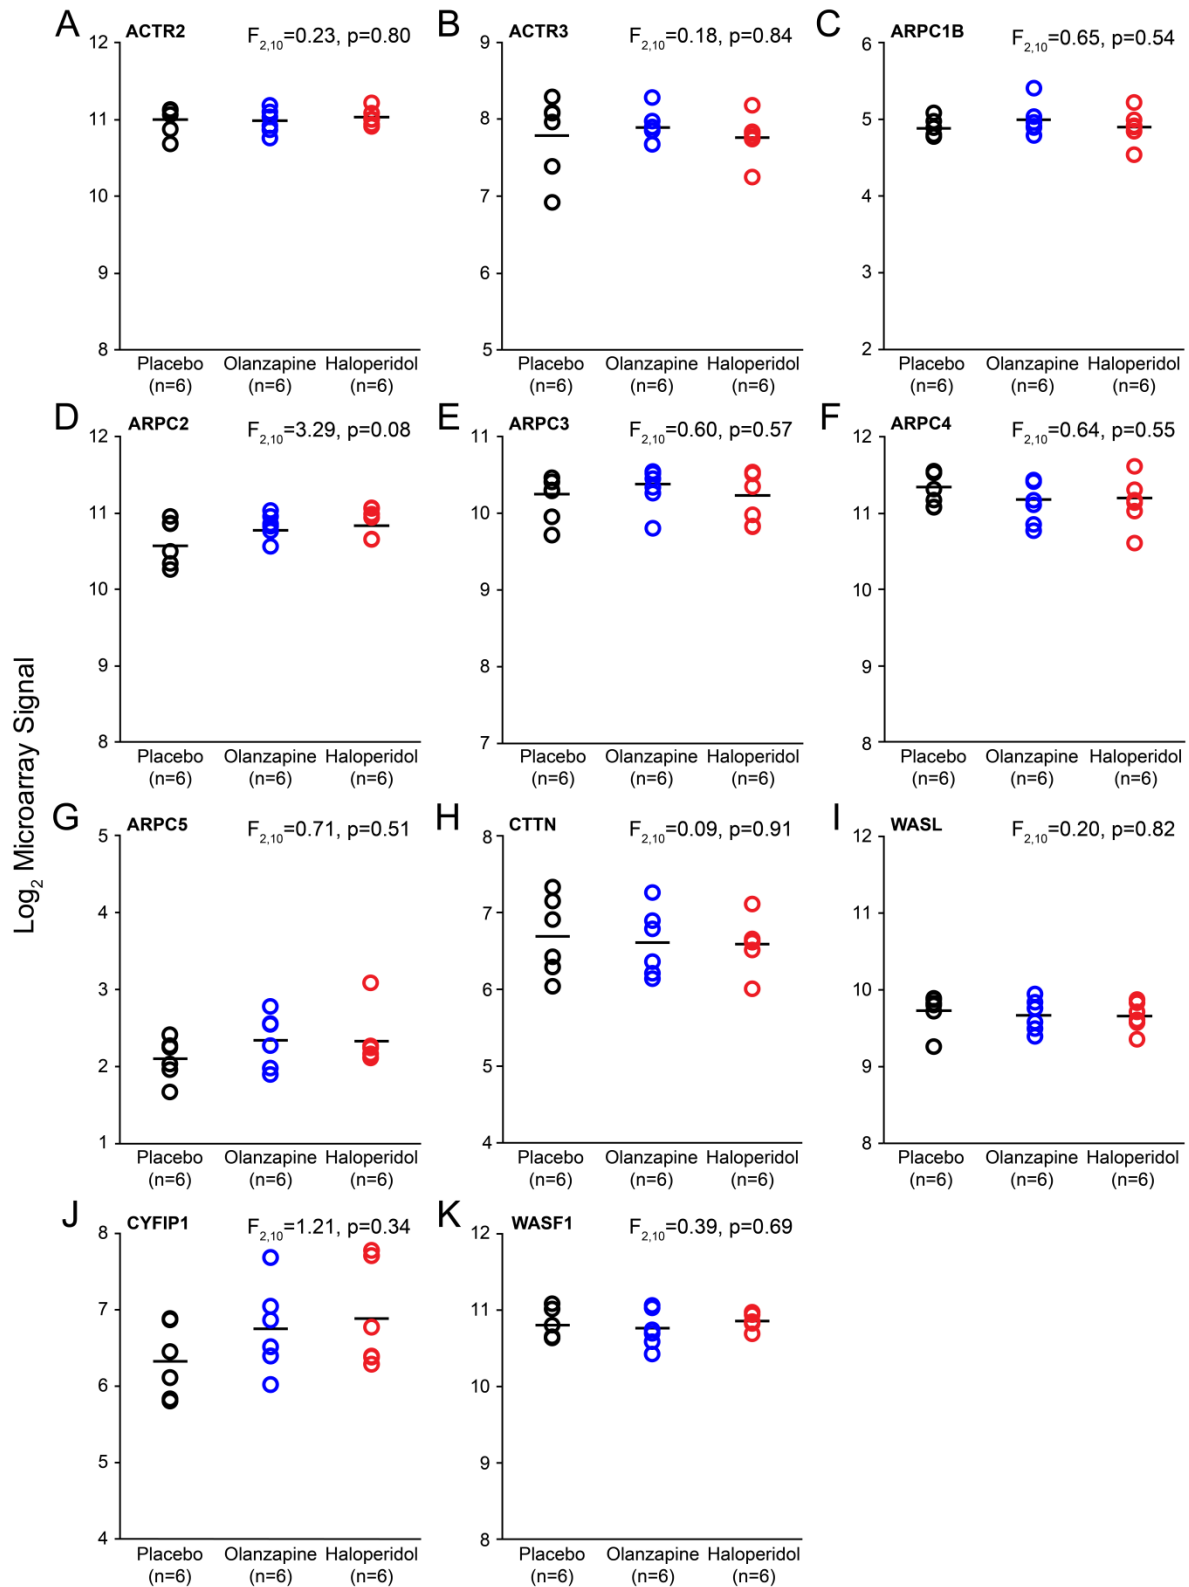 Log₂ Microarray Signal
A ACTR2 F₂,₁₀=0.23, p=0.80
12
11
10
9
8
Placebo Olanzapine Haloperidol
(n=6) (n=6) (n=6)
B ACTR3 F₂,₁₀=0.18, p=0.84
9
8
7
6
5
Placebo Olanzapine Haloperidol
(n=6) (n=6) (n=6)
C ARPC1B F₂,₁₀=0.65, p=0.54
6
5
4
3
2
Placebo Olanzapine Haloperidol
(n=6) (n=6) (n=6)
D ARPC2 F₂,₁₀=3.29, p=0.08
12
11
10
9
8
Placebo Olanzapine Haloperidol
(n=6) (n=6) (n=6)
E ARPC3 F₂,₁₀=0.60, p=0.57
11
10
9
8
7
Placebo Olanzapine Haloperidol
(n=6) (n=6) (n=6)
F ARPC4 F₂,₁₀=0.64, p=0.55
12
11
10
9
8
Placebo Olanzapine Haloperidol
(n=6) (n=6) (n=6)
G ARPC5 F₂,₁₀=0.71, p=0.51
5
4
3
2
1
Placebo Olanzapine Haloperidol
(n=6) (n=6) (n=6)
H CTTN F₂,₁₀=0.09, p=0.91
8
7
6
5
4
Placebo Olanzapine Haloperidol
(n=6) (n=6) (n=6)
I WASL F₂,₁₀=0.20, p=0.82
12
11
10
9
8
Placebo Olanzapine Haloperidol
(n=6) (n=6) (n=6)
J CYFIP1 F₂,₁₀=1.21, p=0.34
8
7
6
5
4
Placebo Olanzapine Haloperidol
(n=6) (n=6) (n=6)
K WASF1 F₂,₁₀=0.39, p=0.69
12
11
10
9
8
Placebo Olanzapine Haloperidol
(n=6) (n=6) (n=6)